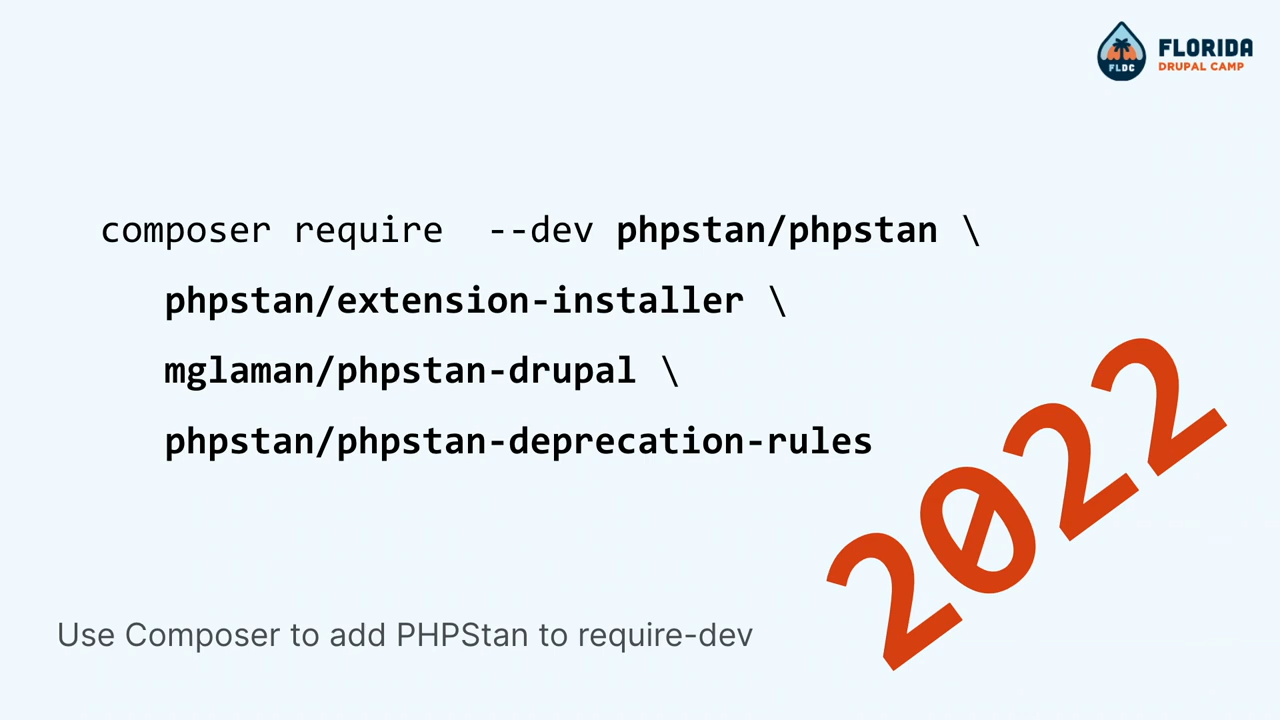 FLORIDA
DRUPAL CAMP
FLDC
composer require  --dev phpstan/phpstan \
phpstan/extension-installer \
mglaman/phpstan-drupal \
phpstan/phpstan-deprecation-rules
2022
Use Composer to add PHPStan to require-dev